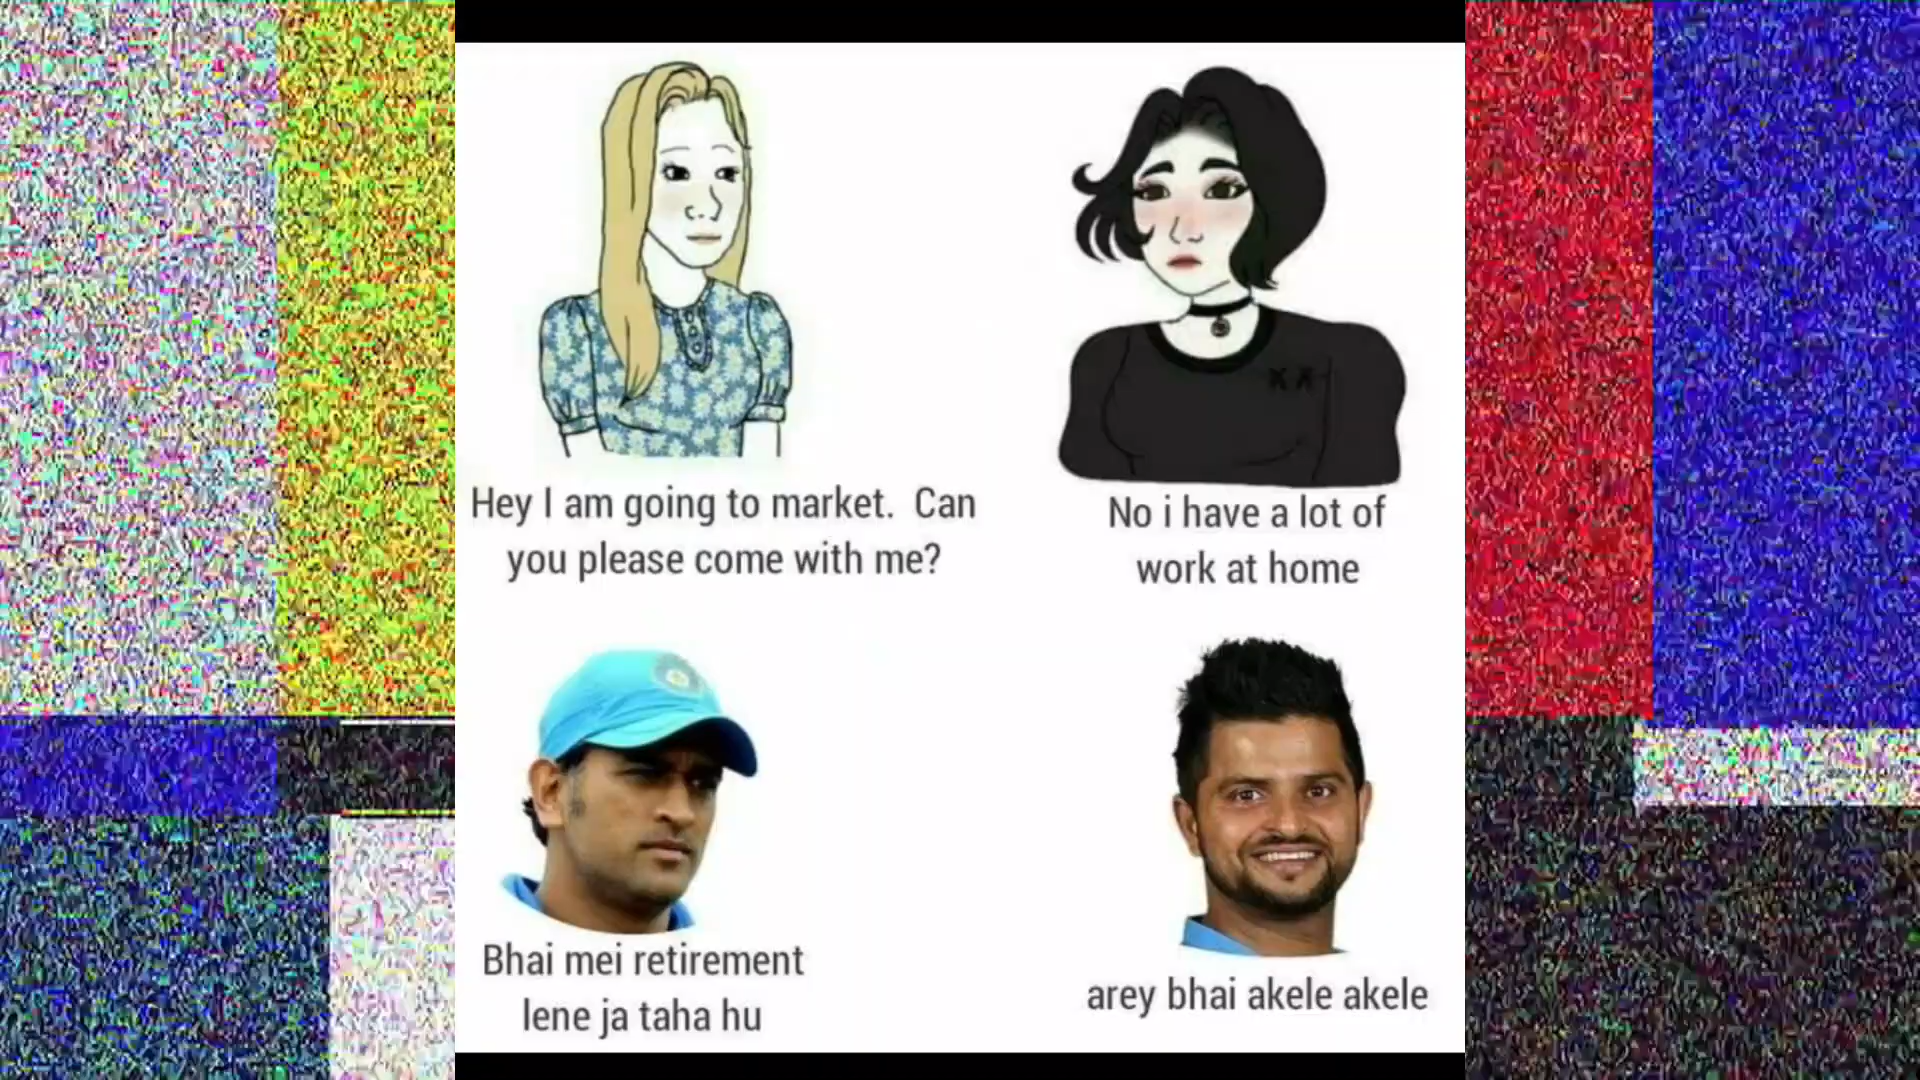 Hey I am going to market. Can
you please come with me?
No i have a lot of
work at home
Bhai mei retirement
lene ja taha hu
arey bhai akele akele